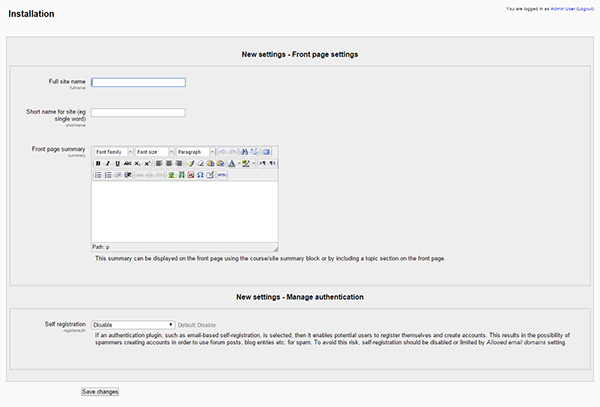 Installation
You are logged in as Admin User (Logout)
New settings - Front page settings
Full site name
fullname
Short name for site (eg
single word)
shortname
Front page summary
summary
Font family
Font size
Paragraph
B I U ABC X₂ X²
HTML
Path: p
This summary can be displayed on the front page using the course/site summary block or by including a topic section on the front page.
New settings - Manage authentication
Self registration
registerauth
Disable
Default: Disable
If an authentication plugin, such as email-based self-registration, is selected, then it enables potential users to register themselves and create accounts. This results in the possibility of
spammers creating accounts in order to use forum posts, blog entries etc. for spam. To avoid this risk, self-registration should be disabled or limited by Allowed email domains setting.
Save changes